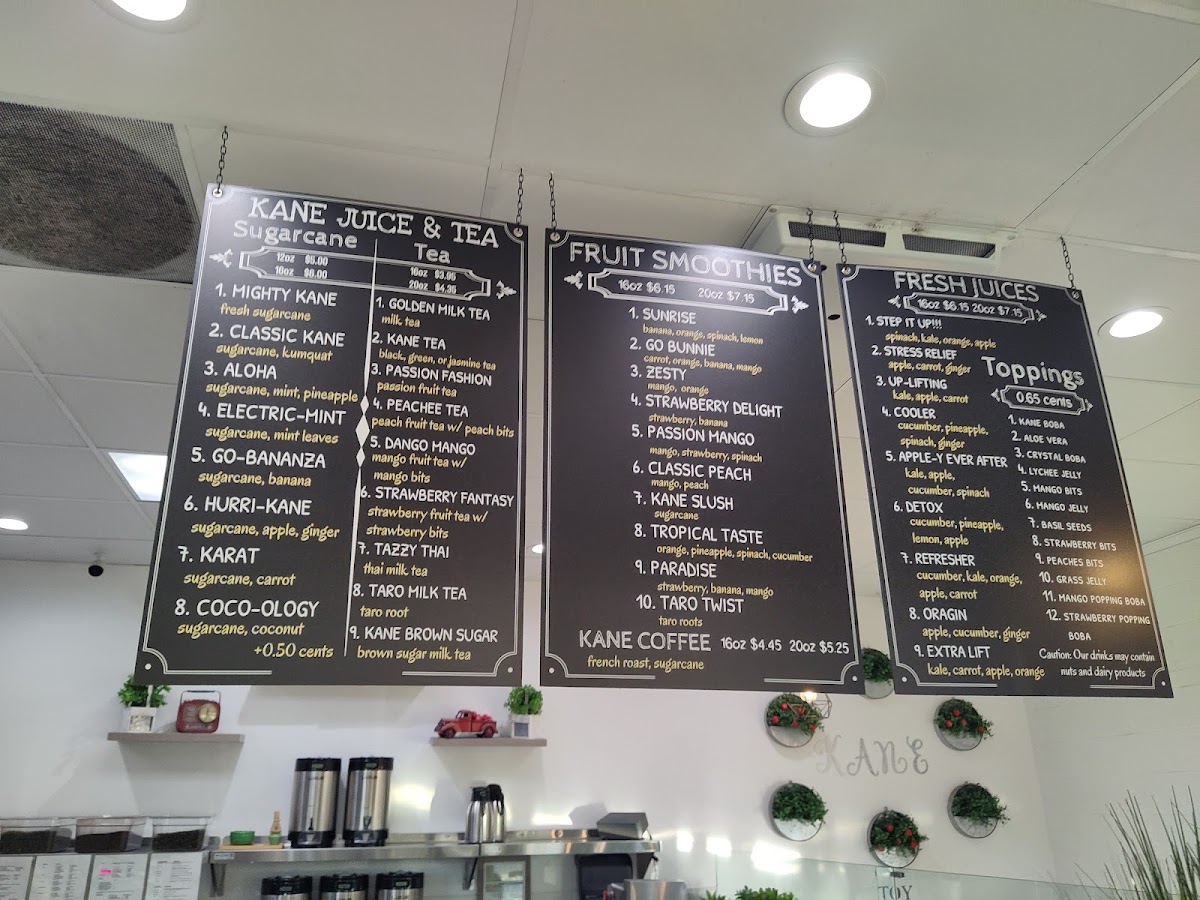 KANE JUICE & TEA
Sugarcane
12oz $5.00
16oz $6.00
1. MIGHTY KANE
fresh sugarcane
2. CLASSIC KANE
sugarcane, kumquat
3. ALOHA
sugarcane, mint, pineapple
4. ELECTRIC-MINT
sugarcane, mint leaves
5. GO-BANANZA
sugarcane, banana
6. HURRI-KANE
sugarcane, apple, ginger
7. KARAT
sugarcane, carrot
8. COCO-OLOGY
sugarcane, coconut
+0.50 cents
Tea
16oz $3.95
20oz $4.35
1. GOLDEN MILK TEA
milk tea
2. KANE TEA
black, green, or jasmine tea
3. PASSION FASHION
passion fruit tea
4. PEACHEE TEA
peach fruit tea w/ peach bits
5. DANGO MANGO
mango fruit tea w/
mango bits
6. STRAWBERRY FANTASY
strawberry fruit tea w/
strawberry bits
7. TAZZY THAI
thai milk tea
8. TARO MILK TEA
taro root
9. KANE BROWN SUGAR
brown sugar milk tea
FRUIT SMOOTHIES
16oz $6.15 20oz $7.15
1. SUNRISE
banana, orange, spinach, lemon
2. GO BUNNIE
carrot, orange, banana, mango
3. ZESTY
mango, orange
4. STRAWBERRY DELIGHT
strawberry, banana
5. PASSION MANGO
mango, strawberry, spinach
6. CLASSIC PEACH
mango, peach
7. KANE SLUSH
sugarcane
8. TROPICAL TASTE
orange, pineapple, spinach, cucumber
9. PARADISE
strawberry, banana, mango
10. TARO TWIST
taro roots
KANE COFFEE 16oz $4.45 20oz $5.25
french roast, sugarcane
FRESH JUICES
16oz $6.15 20oz $7.15
1. STEP IT UP!!!
spinach, kale, orange, apple
2. STRESS RELIEF
apple, carrot, ginger
3. UP-LIFTING
kale, apple, carrot
4. COOLER
cucumber, pineapple,
spinach, ginger
5. APPLE-Y EVER AFTER
kale, apple,
cucumber, spinach
6. DETOX
cucumber, pineapple,
lemon, apple
7. REFRESHER
cucumber, kale, orange,
apple, carrot
8. ORAGIN
apple, cucumber, ginger
9. EXTRA LIFT
kale, carrot, apple, orange
Toppings
0.65 cents
1. KANE BOBA
2. ALOE VERA
3. CRYSTAL BOBA
4. LYCHEE JELLY
5. MANGO BITS
6. MANGO JELLY
7. BASIL SEEDS
8. STRAWBERRY BITS
9. PEACHES BITS
10. GRASS JELLY
11. MANGO POPPING BOBA
12. STRAWBERRY POPPING
BOBA
Caution: Our drinks may contain
nuts and dairy products
KANE
TOY